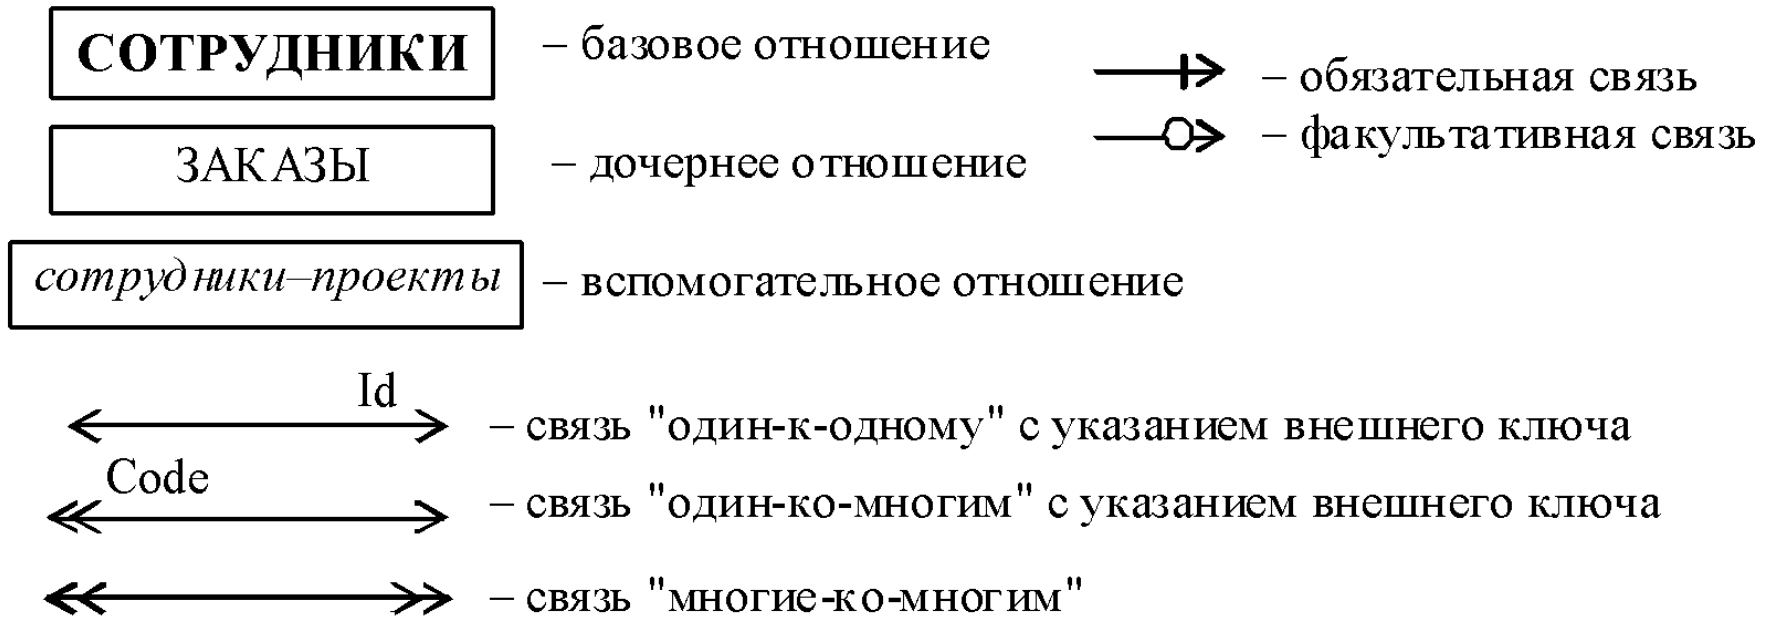 СОТРУДНИКИ – базовое отношение
– обязательная связь
– факультативная связь
ЗАКАЗЫ – дочернее отношение
сотрудники–проекты – вспомогательное отношение
Id
– связь "один-к-одному" с указанием внешнего ключа
Code
– связь "один-ко-многим" с указанием внешнего ключа
– связь "многие-ко-многим"